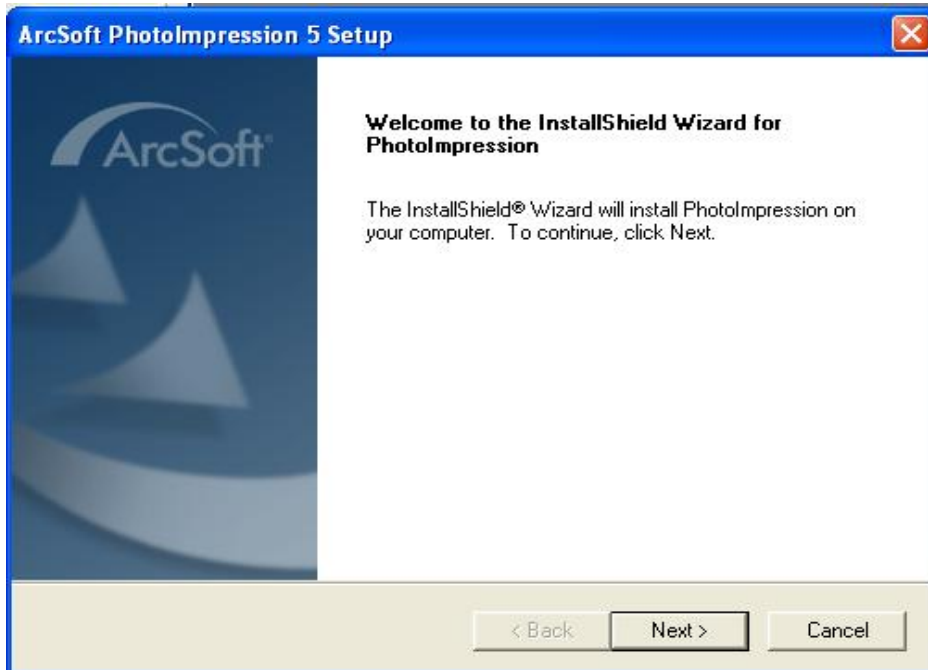 ArcSoft PhotoImpression 5 Setup
ArcSoft®
Welcome to the InstallShield Wizard for
PhotoImpression
The InstallShield® Wizard will install PhotoImpression on
your computer.  To continue, click Next.
< Back
Next >
Cancel